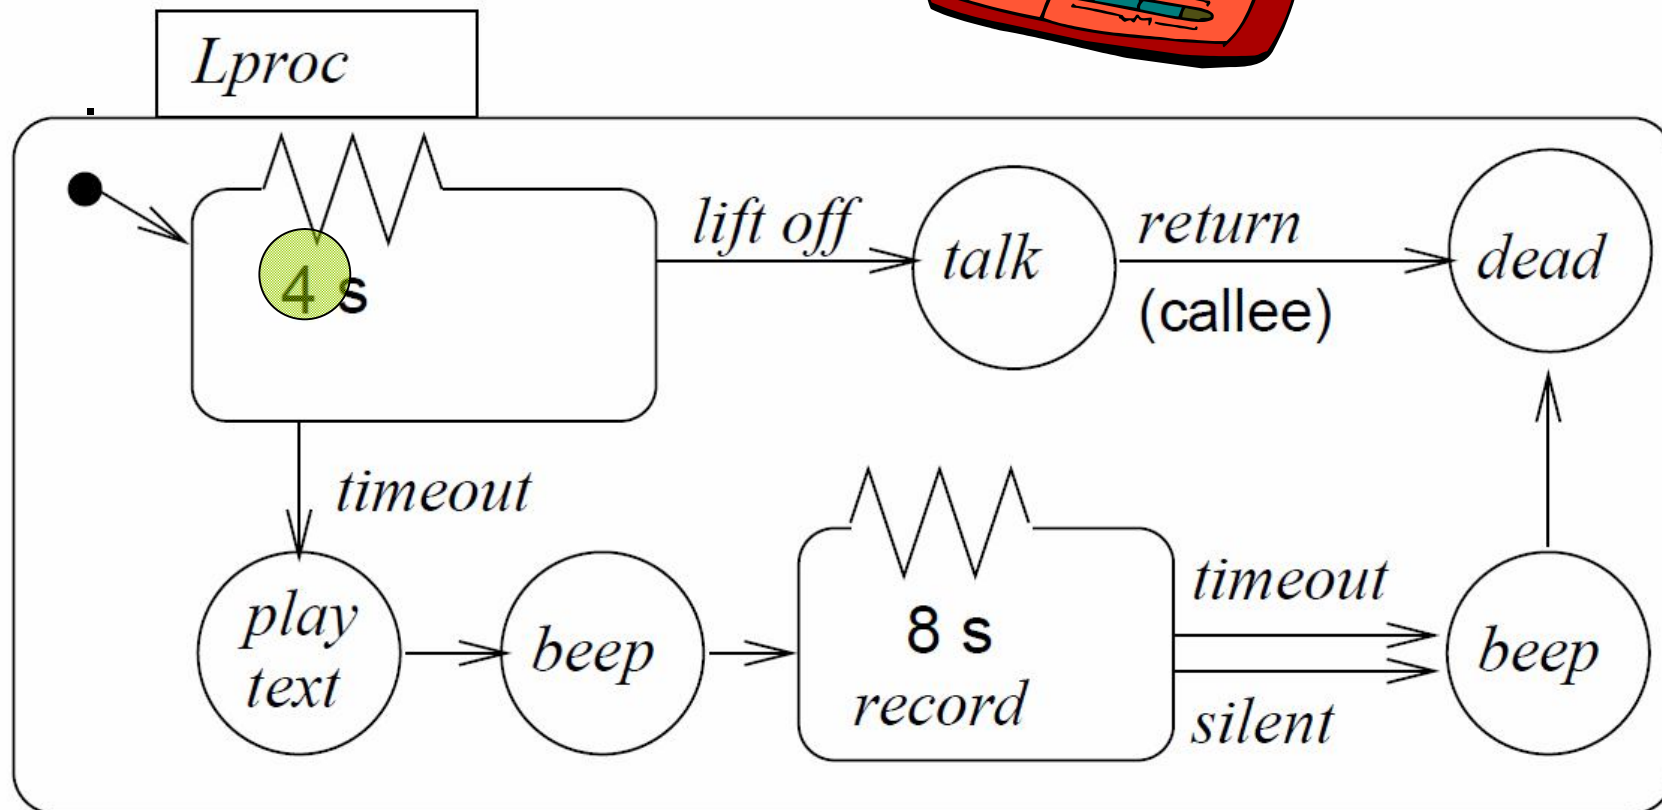 Lproc
4 s
lift off
talk
return
(callee)
dead
timeout
play
text
beep
8 s
record
timeout
silent
beep